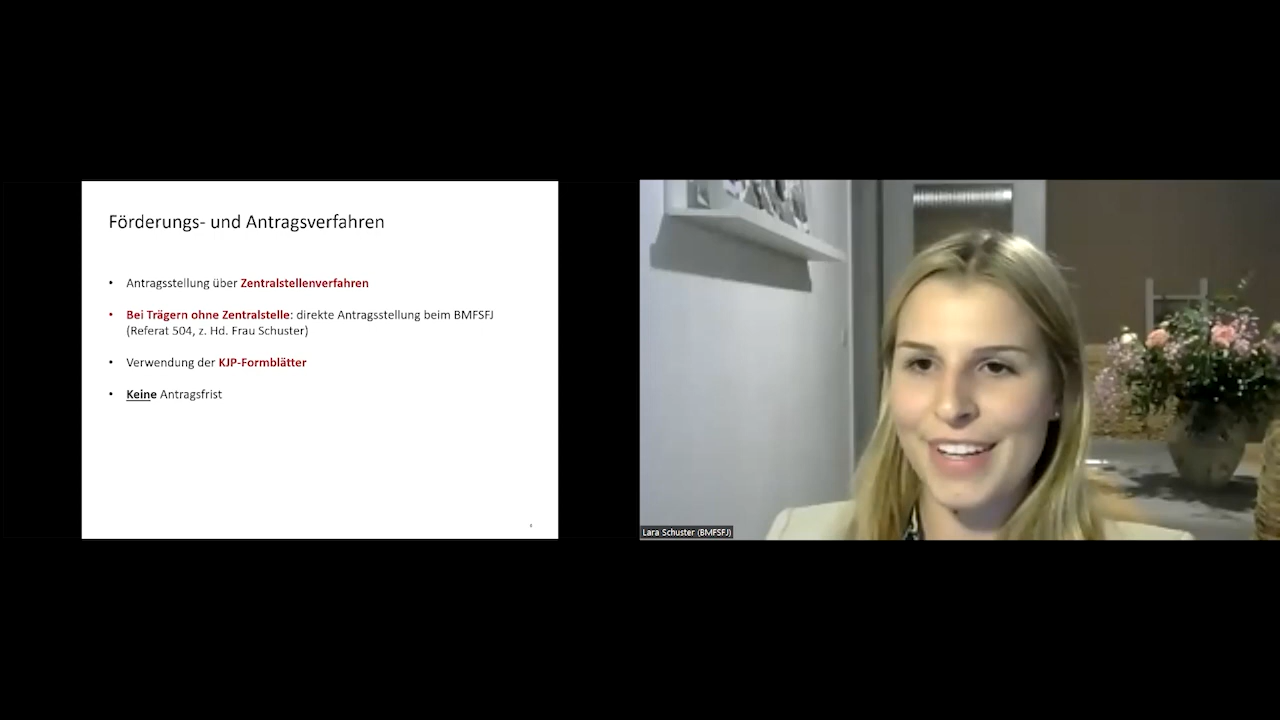 Förderungs- und Antragsverfahren
• Antragsstellung über Zentralstellenverfahren
• Bei Trägern ohne Zentralstelle: direkte Antragsstellung beim BMFSFJ
(Referat 504, z. Hd. Frau Schuster)
• Verwendung der KJP-Formblätter
• Keine Antragsfrist
Lara Schuster (BMFSFJ)